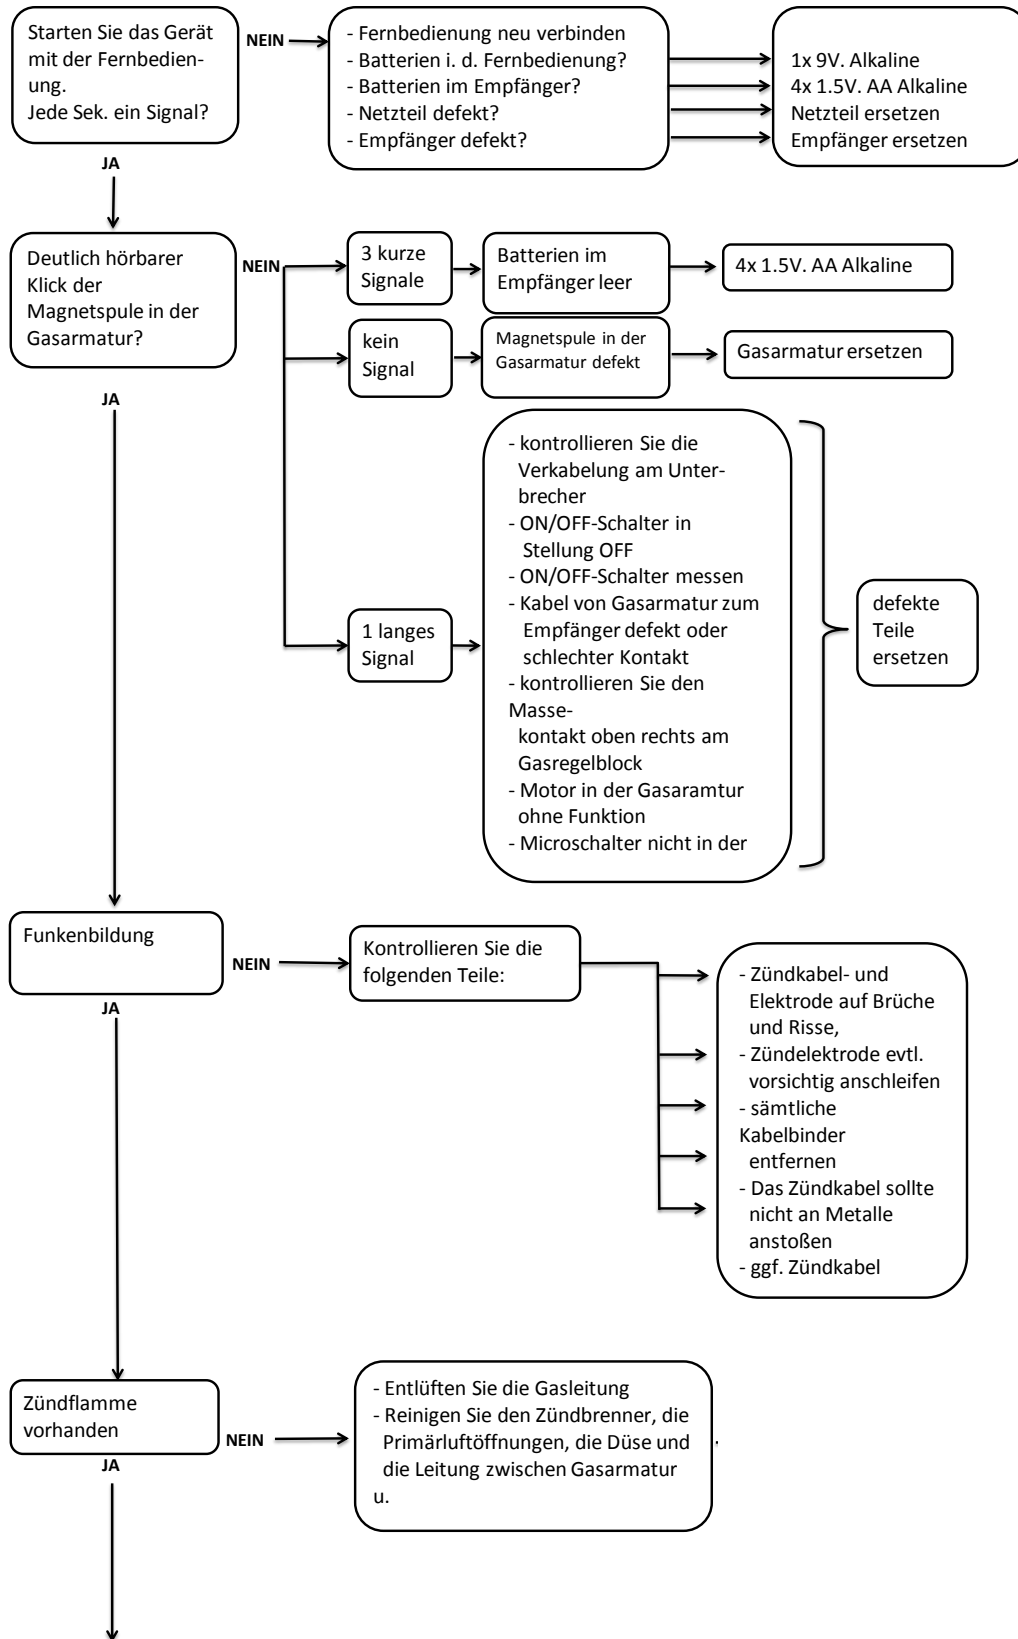 Starten Sie das Gerät
mit der Fernbedien-
ung.
Jede Sek. ein Signal?
NEIN
- Fernbedienung neu verbinden
- Batterien i. d. Fernbedienung?
- Batterien im Empfänger?
- Netzteil defekt?
- Empfänger defekt?
1x 9V. Alkaline
4x 1.5V. AA Alkaline
Netzteil ersetzen
Empfänger ersetzen
JA
Deutlich hörbarer
Klick der
Magnetspule in der
Gasarmatur?
NEIN
3 kurze
Signale
Batterien im
Empfänger leer
4x 1.5V. AA Alkaline
kein
Signal
Magnetspule in der
Gasarmatur defekt
Gasarmatur ersetzen
JA
1 langes
Signal
- kontrollieren Sie die
Verkabelung am Unter-
brecher
- ON/OFF-Schalter in
Stellung OFF
- ON/OFF-Schalter messen
- Kabel von Gasarmatur zum
Empfänger defekt oder
schlechter Kontakt
- kontrollieren Sie den
Masse-
kontakt oben rechts am
Gasregelblock
- Motor in der Gasaramtur
ohne Funktion
- Microschalter nicht in der
defekte
Teile
ersetzen
Funkenbildung
NEIN
Kontrollieren Sie die
folgenden Teile:
- Zündkabel- und
Elektrode auf Brüche
und Risse,
- Zündelektrode evtl.
vorsichtig anschleifen
- sämtliche
Kabelbinder
entfernen
- Das Zündkabel sollte
nicht an Metalle
anstoßen
- ggf. Zündkabel
JA
Zündflamme
vorhanden
NEIN
- Entlüften Sie die Gasleitung
- Reinigen Sie den Zündbrenner, die
Primärluftöffnungen, die Düse und
die Leitung zwischen Gasarmatur
u.
.
JA